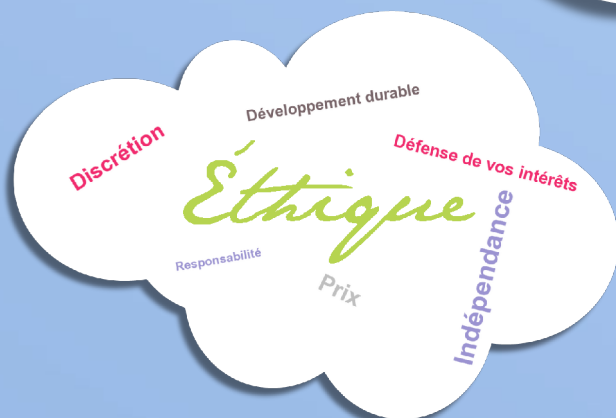 Développement durable
Discrétion
Défense de vos intérêts
Éthique
Indépendance
Responsabilité
Prix